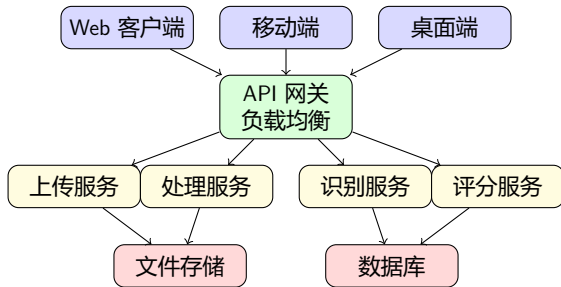 Web 客户端
移动端
桌面端
API 网关
负载均衡
上传服务
处理服务
识别服务
评分服务
文件存储
数据库